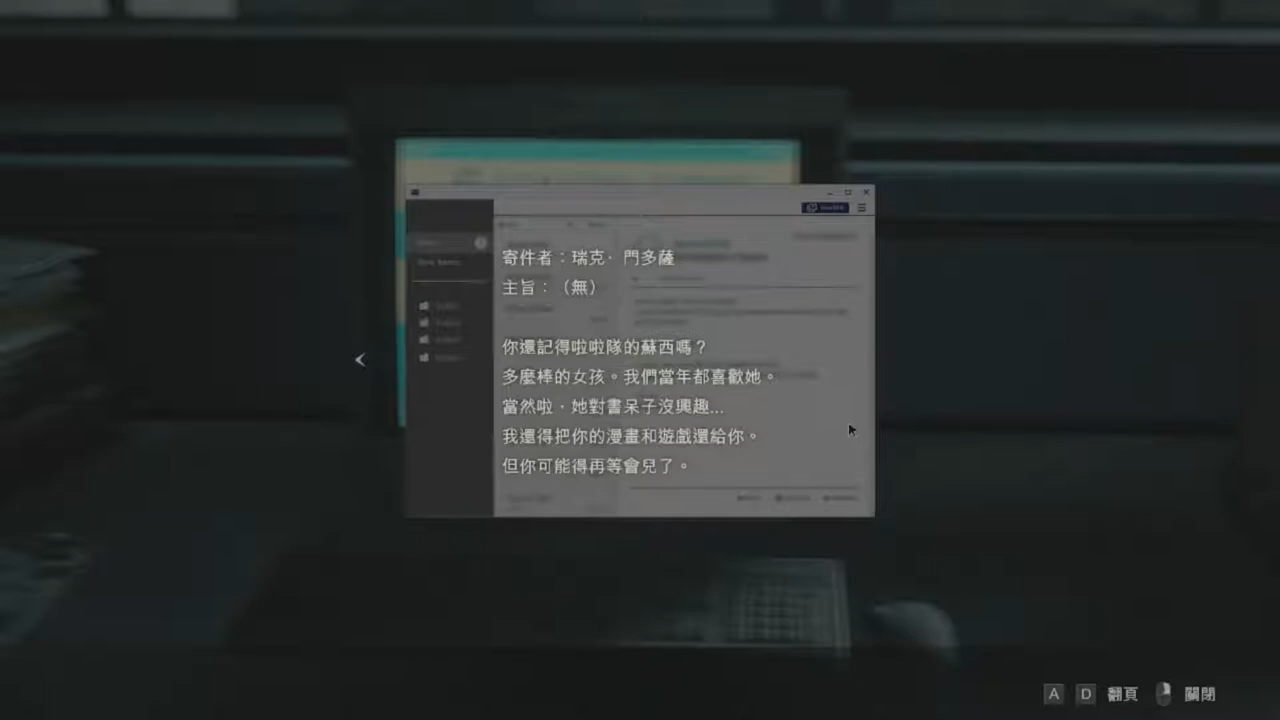 寄件者：瑞克·門多薩
主旨：（無）
你還記得啦啦隊的蘇西嗎？
多麼棒的女孩。我們當年都喜歡她。
當然啦，她對書呆子沒興趣...
我還得把你的漫畫和遊戲還給你。
但你可能得再等會兒了。
A D 翻頁 關閉